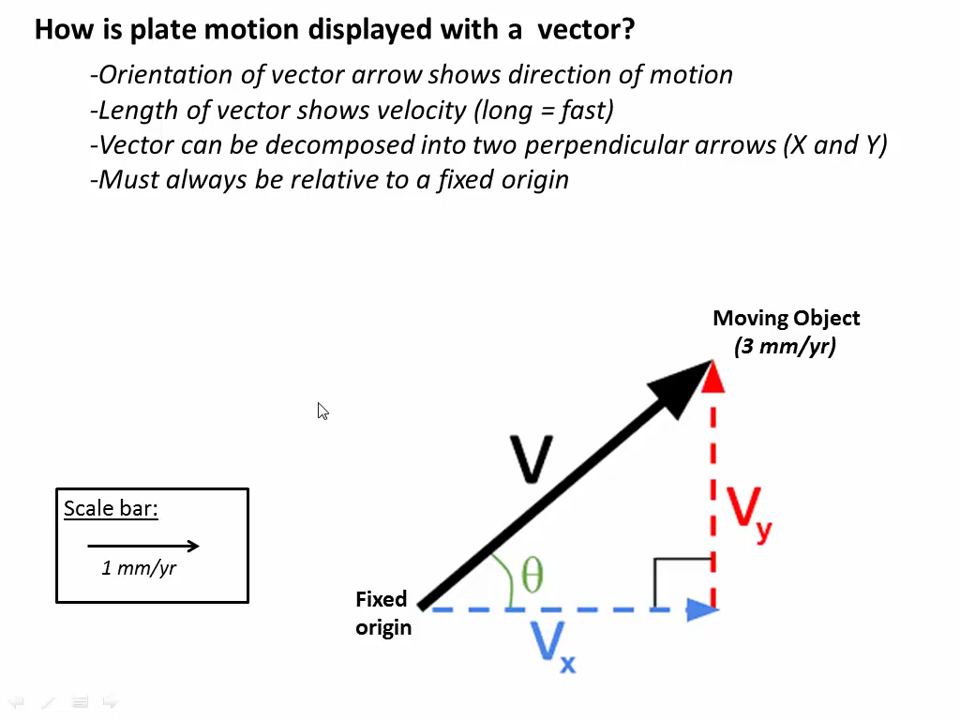 How is plate motion displayed with a vector?
-Orientation of vector arrow shows direction of motion
-Length of vector shows velocity (long = fast)
-Vector can be decomposed into two perpendicular arrows (X and Y)
-Must always be relative to a fixed origin
Moving Object
(3 mm/yr)
V
Scale bar:
1 mm/yr
Vy
θ
Fixed
origin
Vx